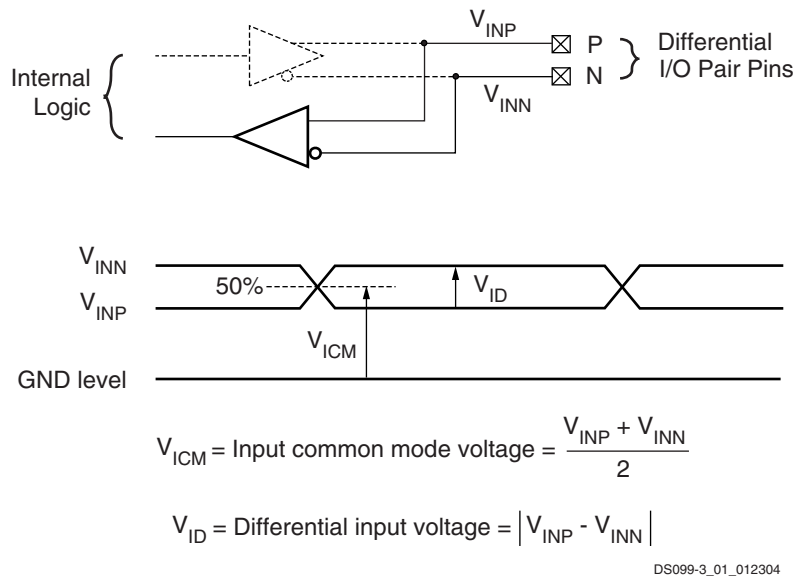 V_INP
P
Differential
I/O Pair Pins
N
V_INN
Internal
Logic
V_INN
50%
V_ID
V_INP
V_ICM
GND level
V_ICM = Input common mode voltage = (V_INP + V_INN) / 2
V_ID = Differential input voltage = |V_INP - V_INN|
DS099-3_01_012304